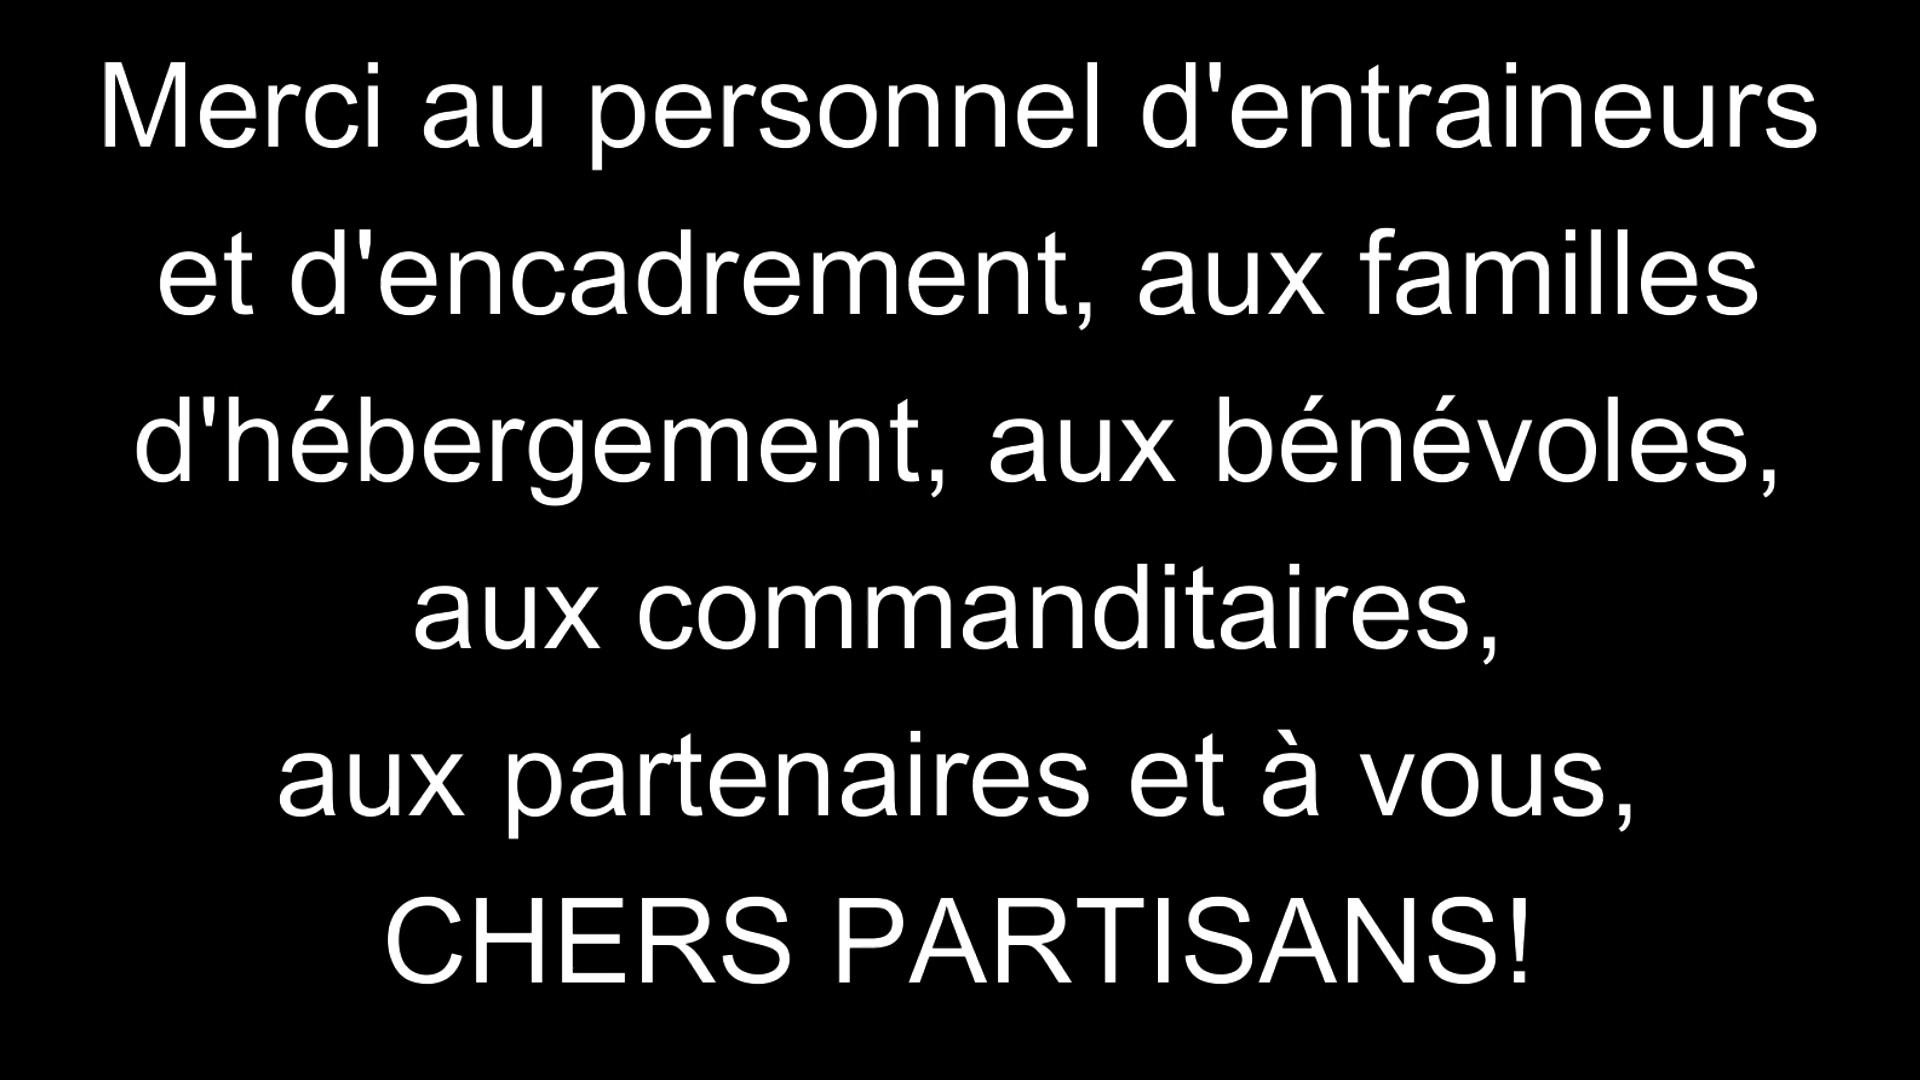 Merci au personnel d'entraineurs
et d'encadrement, aux familles
d'hébergement, aux bénévoles,
aux commanditaires,
aux partenaires et à vous,
CHERS PARTISANS!